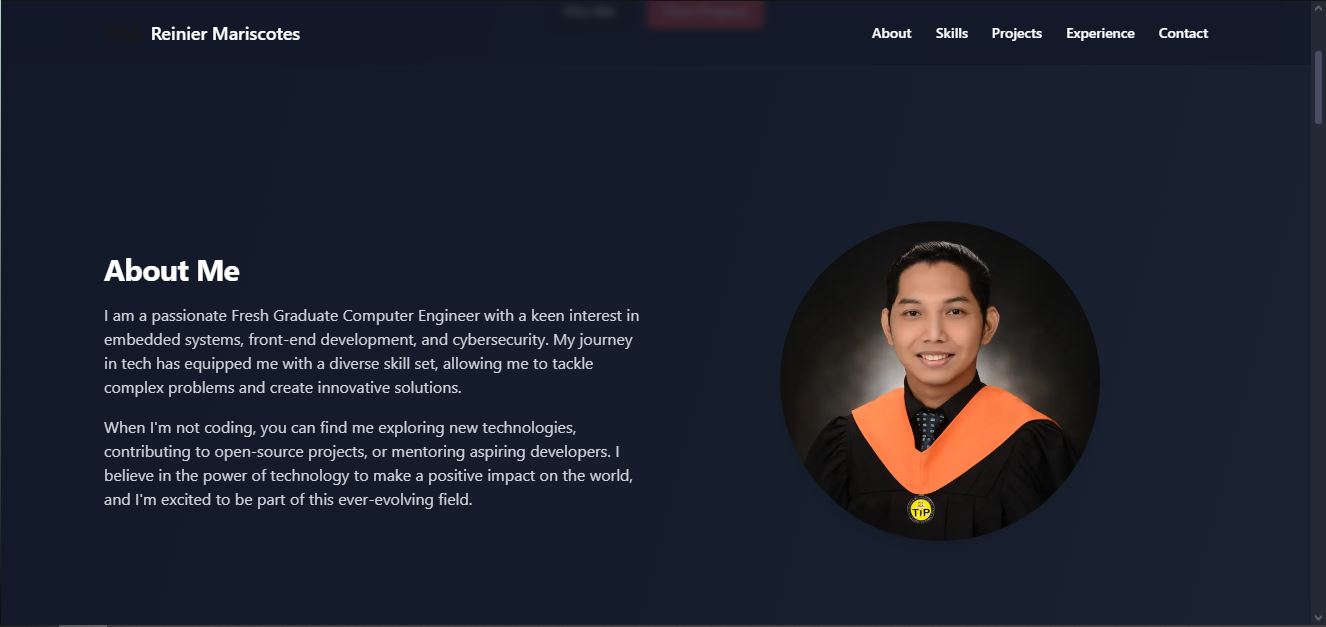 Reinier Mariscotes
About
Skills
Projects
Experience
Contact
About Me
I am a passionate Fresh Graduate Computer Engineer with a keen interest in
embedded systems, front-end development, and cybersecurity. My journey
in tech has equipped me with a diverse skill set, allowing me to tackle
complex problems and create innovative solutions.
When I'm not coding, you can find me exploring new technologies,
contributing to open-source projects, or mentoring aspiring developers. I
believe in the power of technology to make a positive impact on the world,
and I'm excited to be part of this ever-evolving field.
TIP